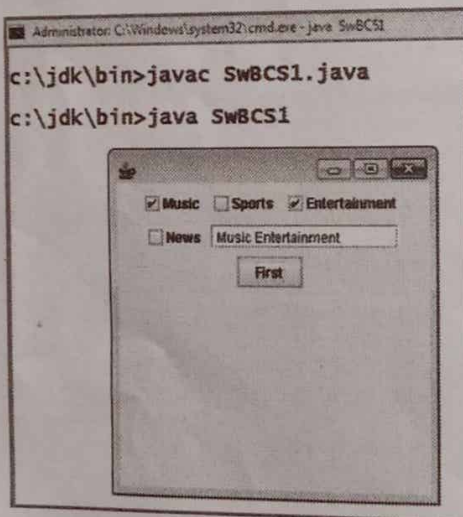 Administrator: C:\Windows\system32\cmd.exe - java SwBCS1
c:\jdk\bin>javac SwBCS1.java
c:\jdk\bin>java SwBCS1
Music Sports Entertainment
News Music Entertainment
First